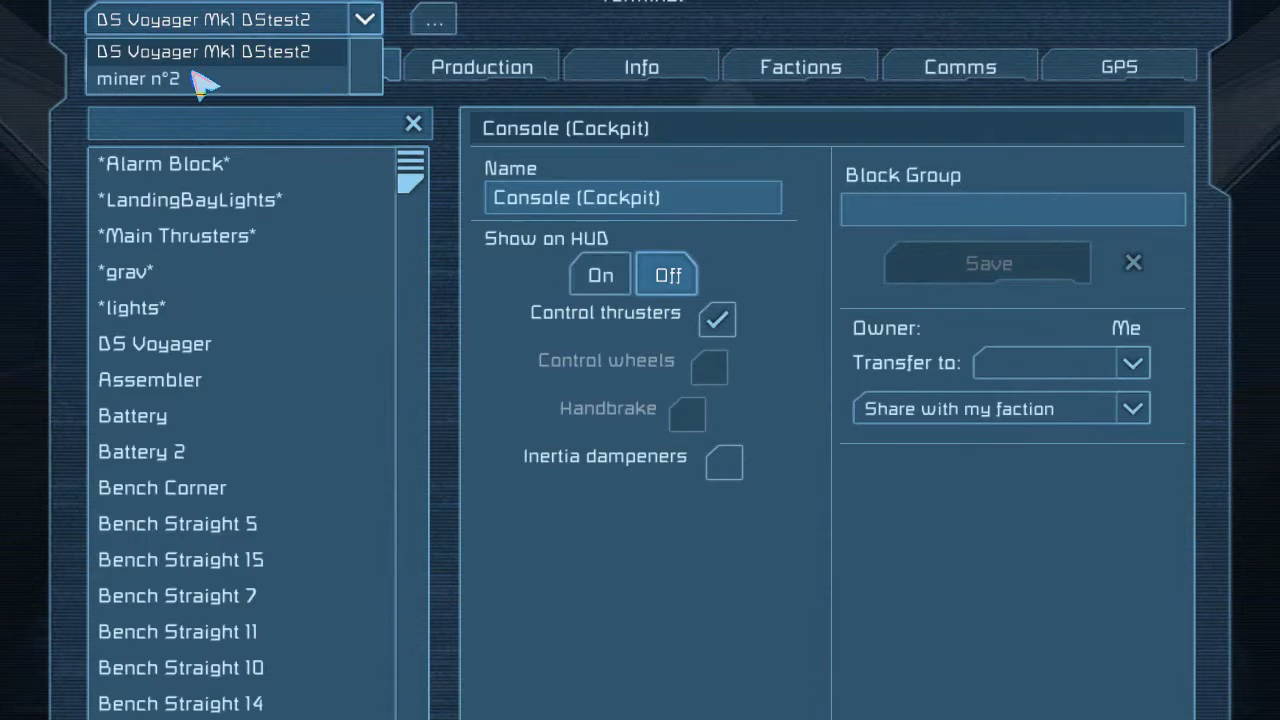 Terminal
DS Voyager Mk1 DStest2
...
DS Voyager Mk1 DStest2
miner n°2
Production
Info
Factions
Comms
GPS
*Alarm Block*
*LandingBayLights*
*Main Thrusters*
*grav*
*lights*
DS Voyager
Assembler
Battery
Battery 2
Bench Corner
Bench Straight 5
Bench Straight 15
Bench Straight 7
Bench Straight 11
Bench Straight 10
Bench Straight 14
Console (Cockpit)
Name
Console (Cockpit)
Show on HUD
On
Off
Control thrusters
Control wheels
Handbrake
Inertia dampeners
Block Group
Save
Owner:
Me
Transfer to:
Share with my faction